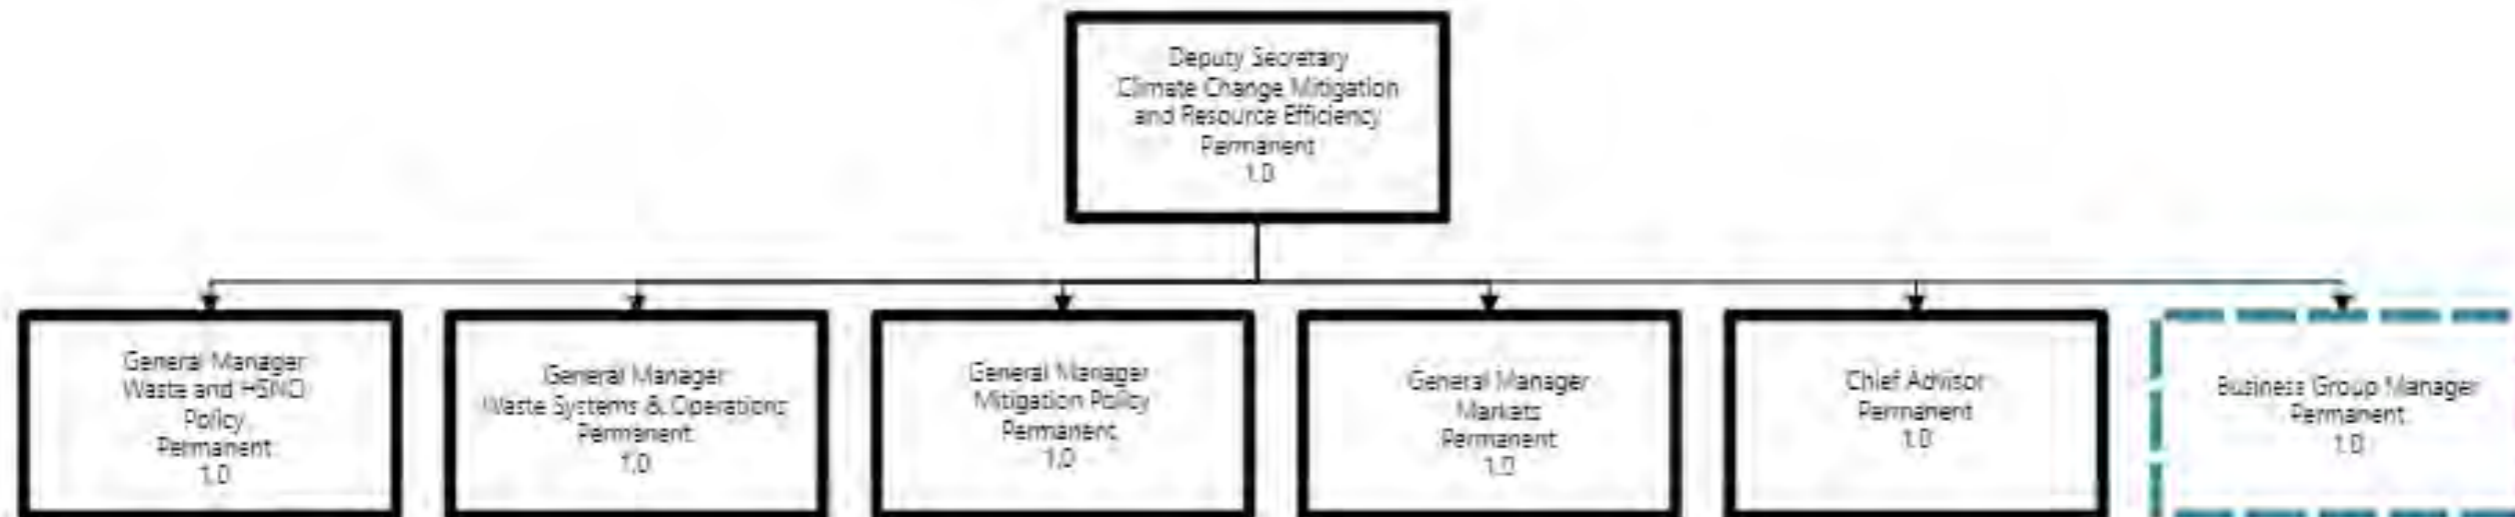 Deputy Secretary
Climate Change Mitigation
and Resource Efficiency
Permanent
1.0
General Manager
Waste and HSNO
Policy
Permanent
1.0
General Manager
Waste Systems & Operations
Permanent
1.0
General Manager
Mitigation Policy
Permanent
1.0
General Manager
Markets
Permanent
1.0
Chief Advisor
Permanent
1.0
Business Group Manager
Permanent
1.0